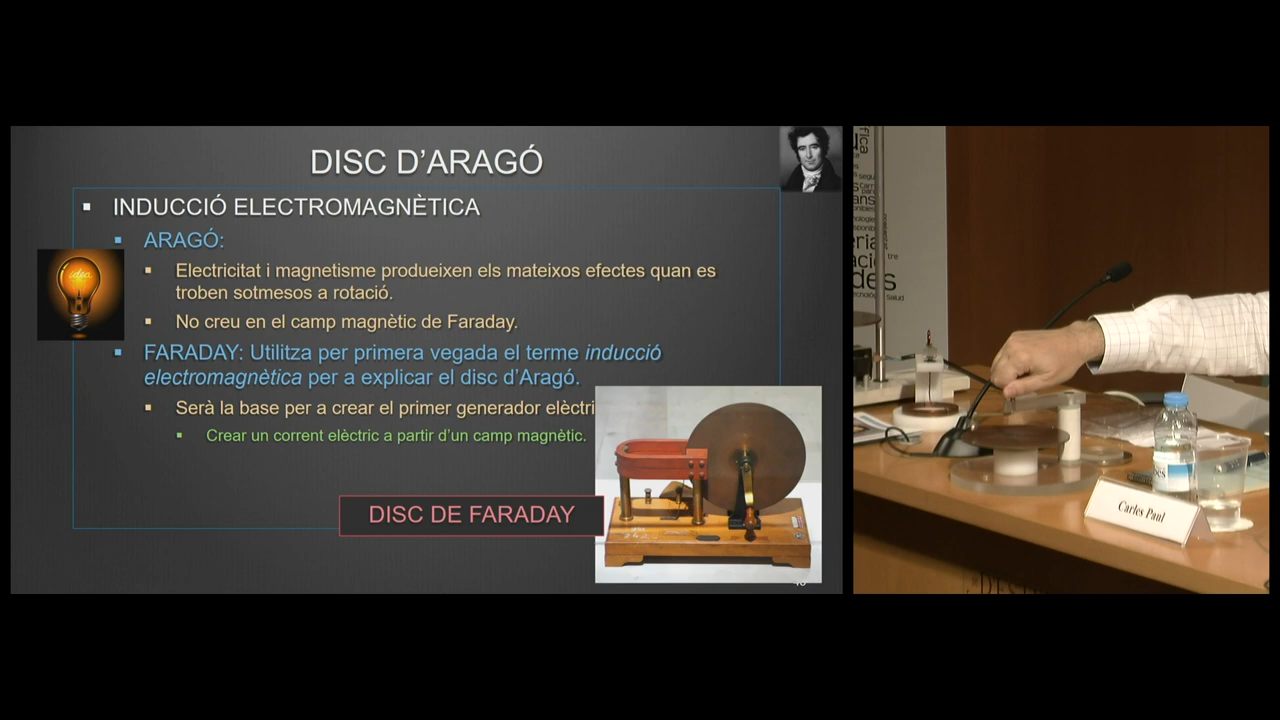 DISC D'ARAGÓ
INDUCCIÓ ELECTROMAGNÈTICA
ARAGÓ:
Electricitat i magnetisme produeixen els mateixos efectes quan es
troben sotmesos a rotació.
No creu en el camp magnètic de Faraday.
idea
FARADAY: Utilitza per primera vegada el terme inducció
electromagnètica per a explicar el disc d'Aragó.
Serà la base per a crear el primer generador elèctri
Crear un corrent elèctric a partir d'un camp magnètic.
DISC DE FARADAY
Carles Paul